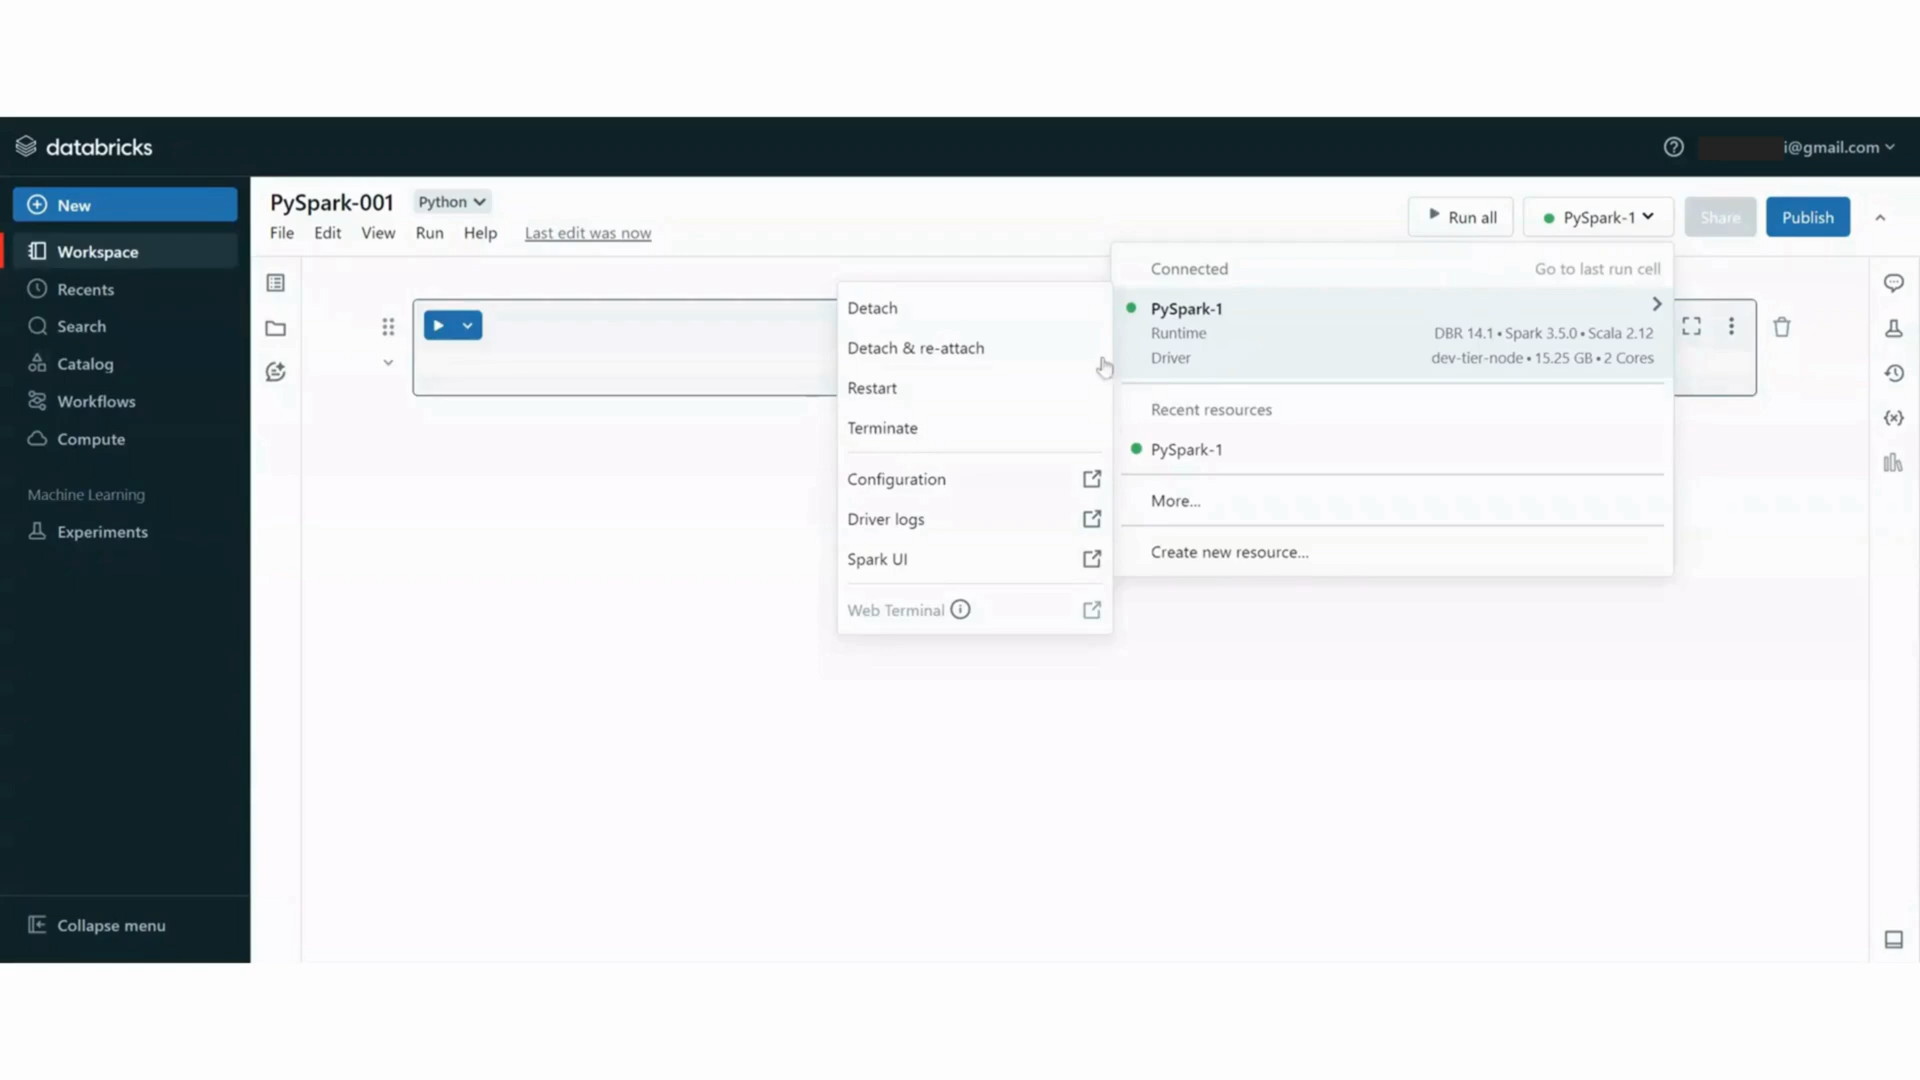 databricks
i@gmail.com
New
Workspace
Recents
Search
Catalog
Workflows
Compute
Machine Learning
Experiments
Collapse menu
PySpark-001
Python
File Edit View Run Help Last edit was now
Run all
PySpark-1
Share
Publish
Detach
Detach & re-attach
Restart
Terminate
Configuration
Driver logs
Spark UI
Web Terminal
Connected Go to last run cell
PySpark-1
Runtime DBR 14.1 • Spark 3.5.0 • Scala 2.12
Driver dev-tier-node • 15.25 GB • 2 Cores
Recent resources
PySpark-1
More...
Create new resource...